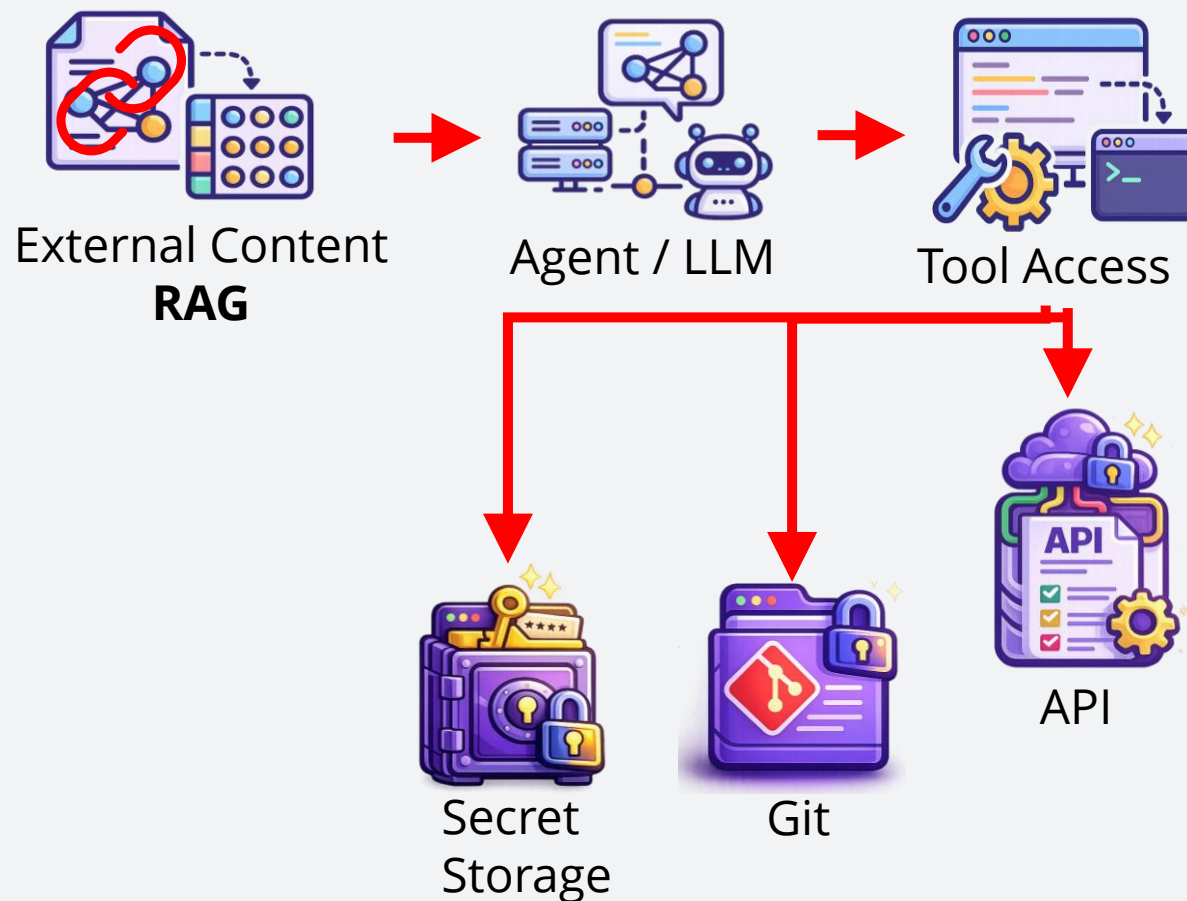 External Content
RAG
Agent / LLM
Tool Access
>_
****
API
API
Secret
Storage
Git